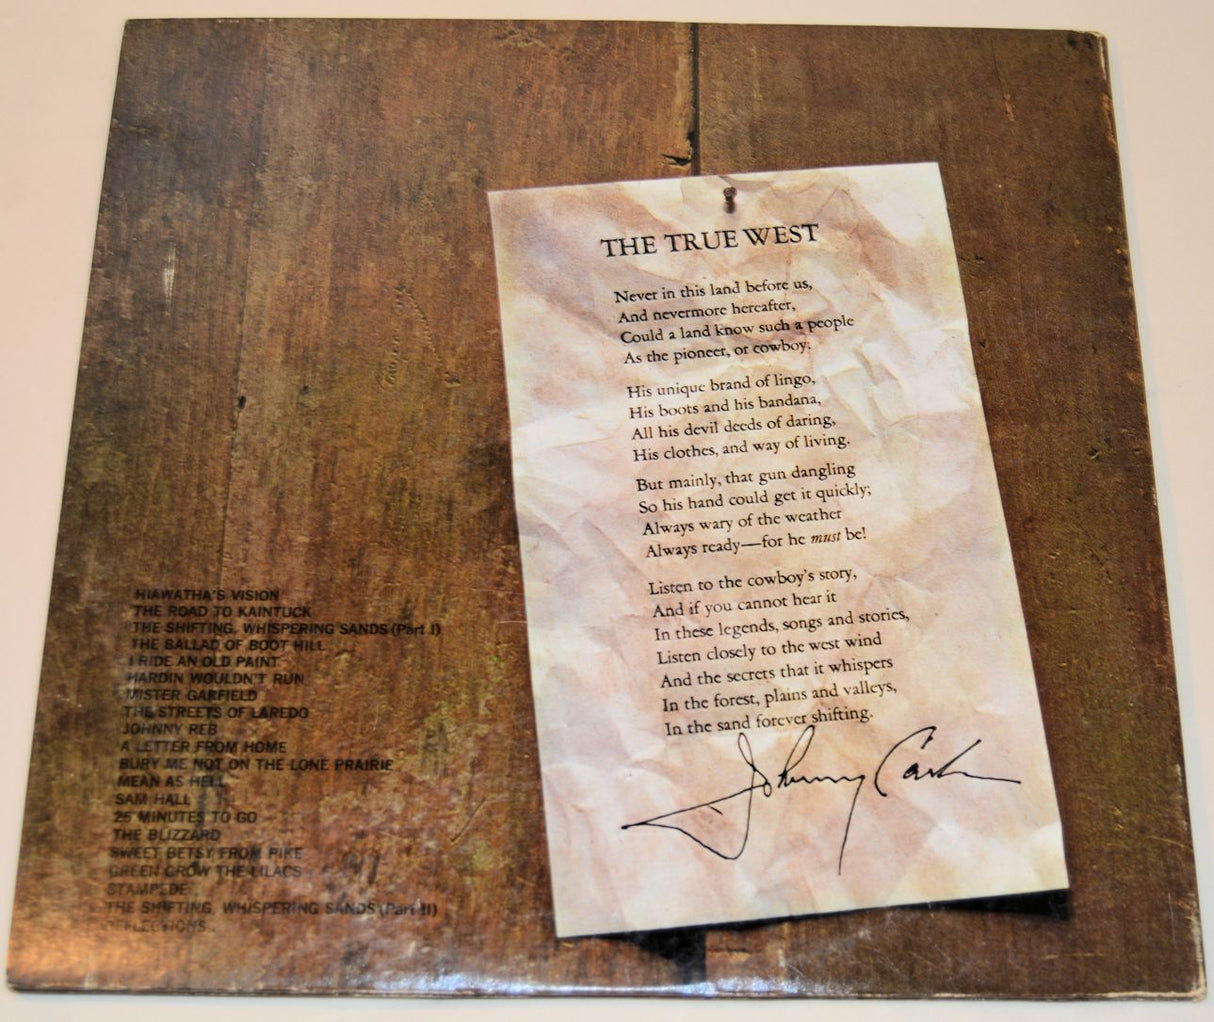 THE TRUE WEST
Never in this land before us,
And nevermore hereafter,
Could a land know such a people
As the pioneer, or cowboy.
His unique brand of lingo,
His boots and his bandana,
All his devil deeds of daring,
His clothes, and way of living.
But mainly, that gun dangling
So his hand could get it quickly;
Always wary of the weather
Always ready—for he must be!
Listen to the cowboy's story,
And if you cannot hear it
In these legends, songs and stories,
Listen closely to the west wind
And the secrets that it whispers
In the forest, plains and valleys,
In the sand forever shifting.
Johnny Cash
HIAWATHA'S VISION
THE ROAD TO KAINTUCK
THE SHIFTING, WHISPERING SANDS (Part I)
THE BALLAD OF BOOT HILL
I RIDE AN OLD PAINT
HARDIN WOULDN'T RUN
MISTER GARFIELD
THE STREETS OF LAREDO
JOHNNY REB
A LETTER FROM HOME
BURY ME NOT ON THE LONE PRAIRIE
MEAN AS HELL
SAM HALL
25 MINUTES TO GO
THE BLIZZARD
SWEET BETSY FROM PIKE
GREEN GROW THE LILACS
STAMPEDE
THE SHIFTING, WHISPERING SANDS (Part II)
REFLECTIONS